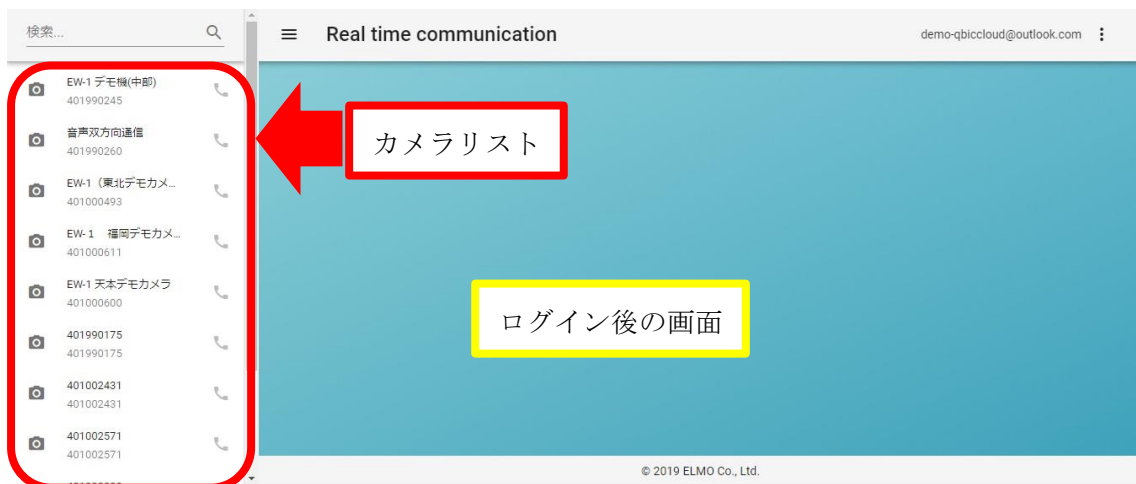 検索...
Real time communication
demo-qbiccloud@outlook.com
EW-1 デモ機(中部)
401990245
音声双方向通信
401990260
EW-1（東北デモカメ...
401000493
EW-１　福岡デモカメ...
401000611
EW-1 天本デモカメラ
401000600
401990175
401990175
401002431
401002431
401002571
401002571
カメラリスト
ログイン後の画面
© 2019 ELMO Co., Ltd.